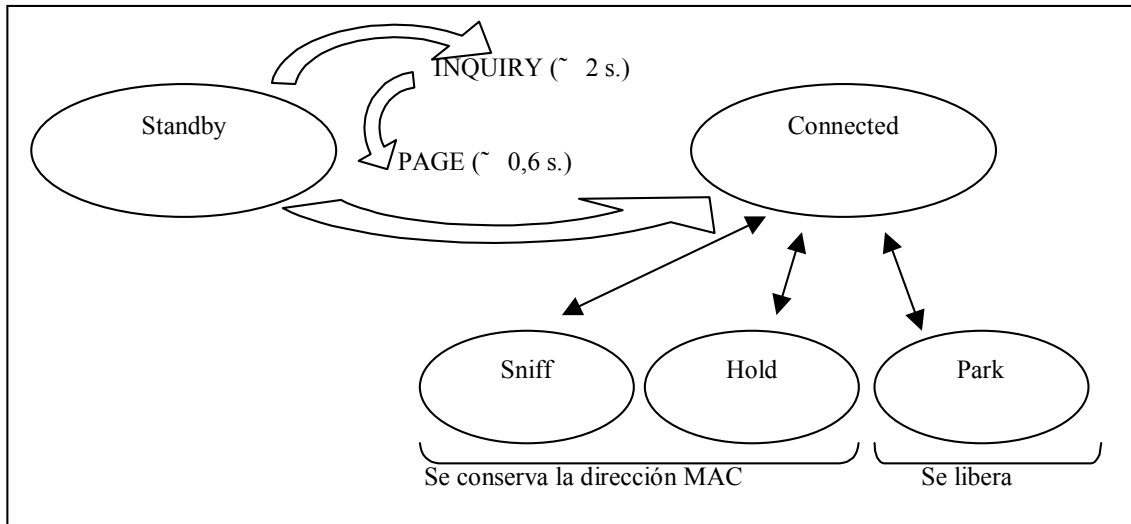 INQUIRY (~ 2 s.)
Standby
Connected
PAGE (~ 0,6 s.)
Sniff
Hold
Park
Se conserva la dirección MAC
Se libera